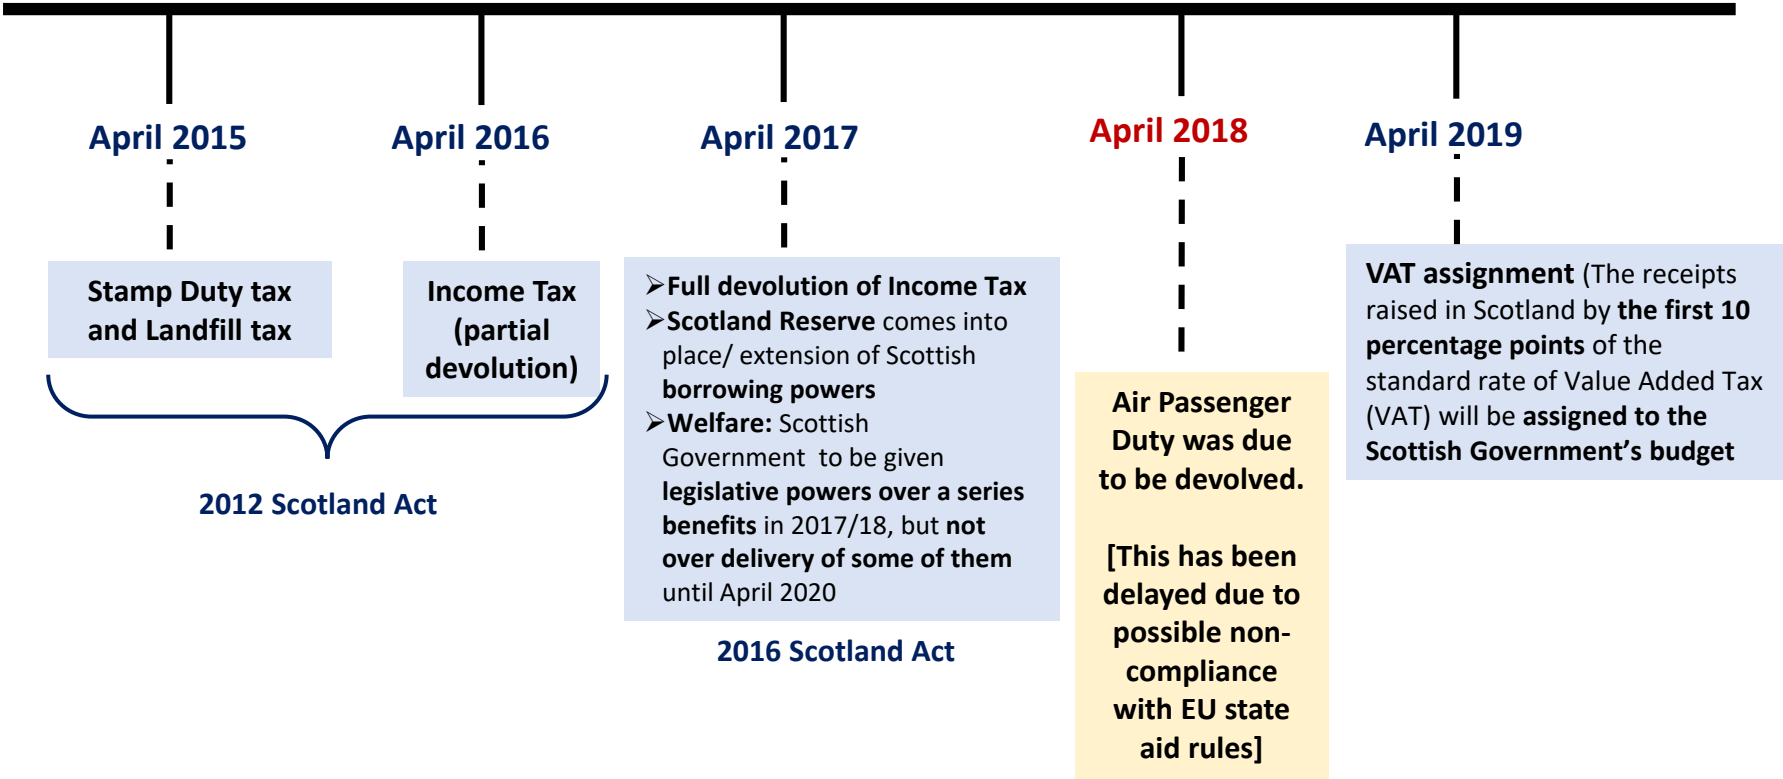 April 2015
April 2016
April 2017
April 2018
April 2019
Stamp Duty tax
and Landfill tax
Income Tax
(partial
devolution)
2012 Scotland Act
➢Full devolution of Income Tax
➢Scotland Reserve comes into
place/ extension of Scottish
borrowing powers
➢Welfare: Scottish
Government  to be given
legislative powers over a series
benefits in 2017/18, but not
over delivery of some of them
until April 2020
2016 Scotland Act
Air Passenger
Duty was due
to be devolved.
[This has been
delayed due to
possible non-
compliance
with EU state
aid rules]
VAT assignment (The receipts
raised in Scotland by the first 10
percentage points of the
standard rate of Value Added Tax
(VAT) will be assigned to the
Scottish Government’s budget